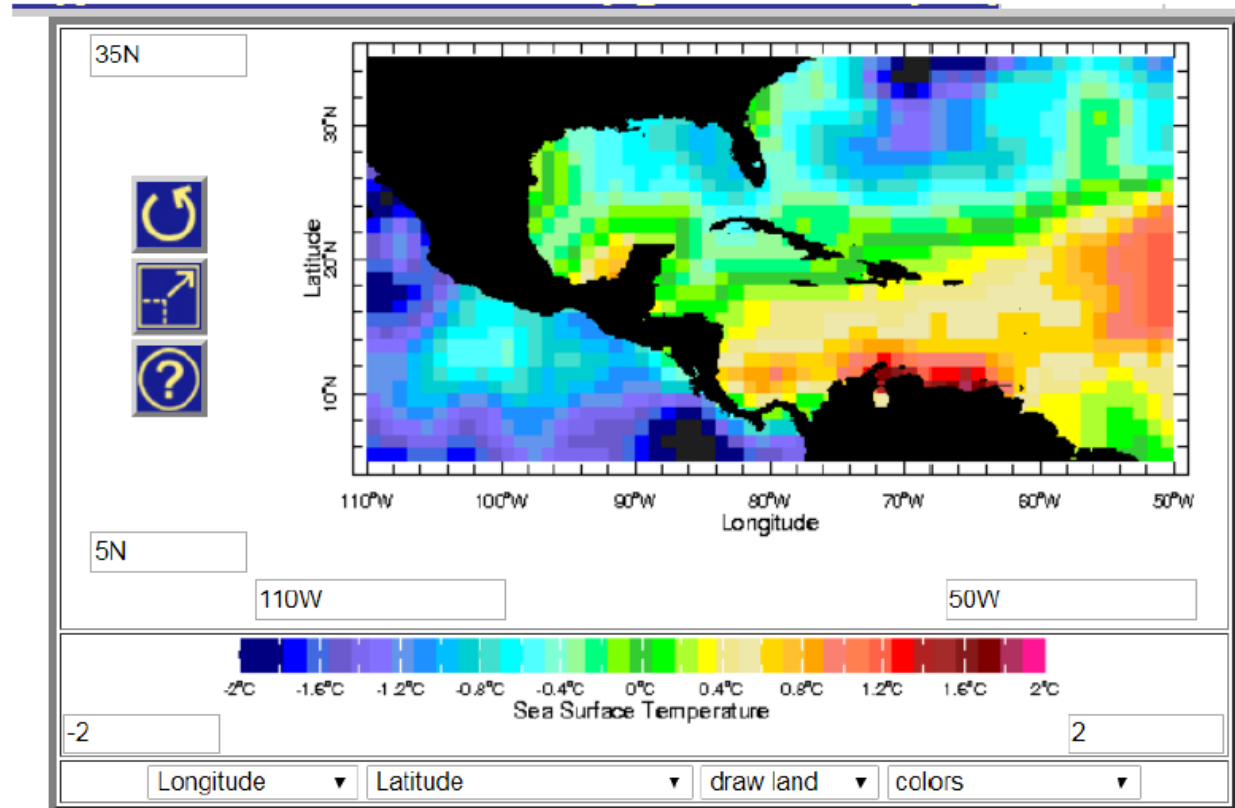 35N
30°N
20°N
10°N
Latitude
?
110°W 100°W 90°W 80°W 70°W 60°W 50°W
Longitude
5N
110W 50W
-2°C -1.6°C -1.2°C -0.8°C -0.4°C 0°C 0.4°C 0.8°C 1.2°C 1.6°C 2°C
Sea Surface Temperature
-2 2
Longitude Latitude draw land colors